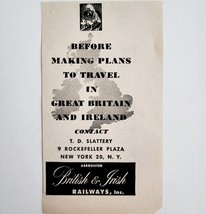 BEFORE
MAKING PLANS
TO TRAVEL
IN
GREAT BRITAIN
AND IRELAND
CONTACT
T. D. SLATTERY
9 ROCKEFELLER PLAZA
NEW YORK 20, N. Y.
ASSOCIATED
British & Irish
RAILWAYS, Inc.